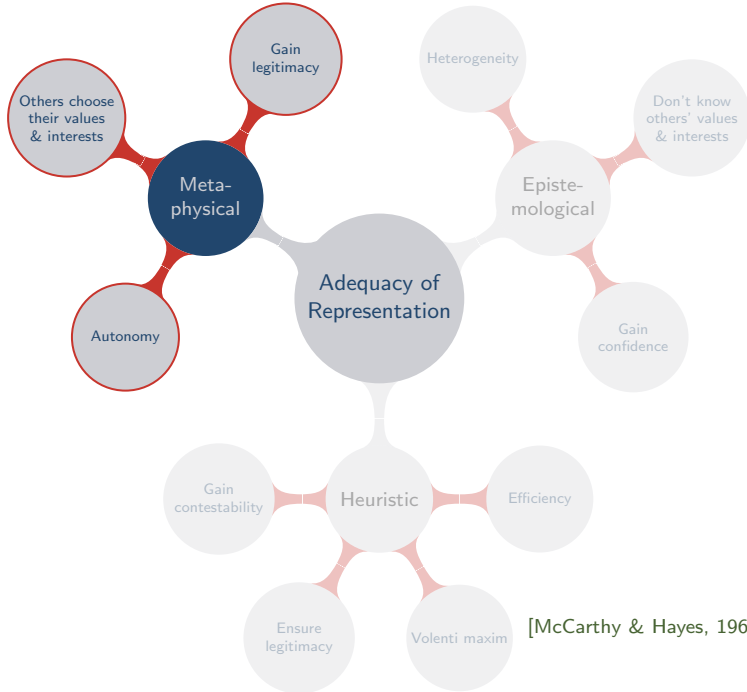 Gain
legitimacy
Others choose
their values
& interests
Meta-
physical
Autonomy
Heterogeneity
Don't know
others' values
& interests
Episte-
mological
Gain
confidence
Adequacy of
Representation
Gain
contestability
Heuristic
Efficiency
Ensure
legitimacy
Volenti maxim
[McCarthy & Hayes, 196